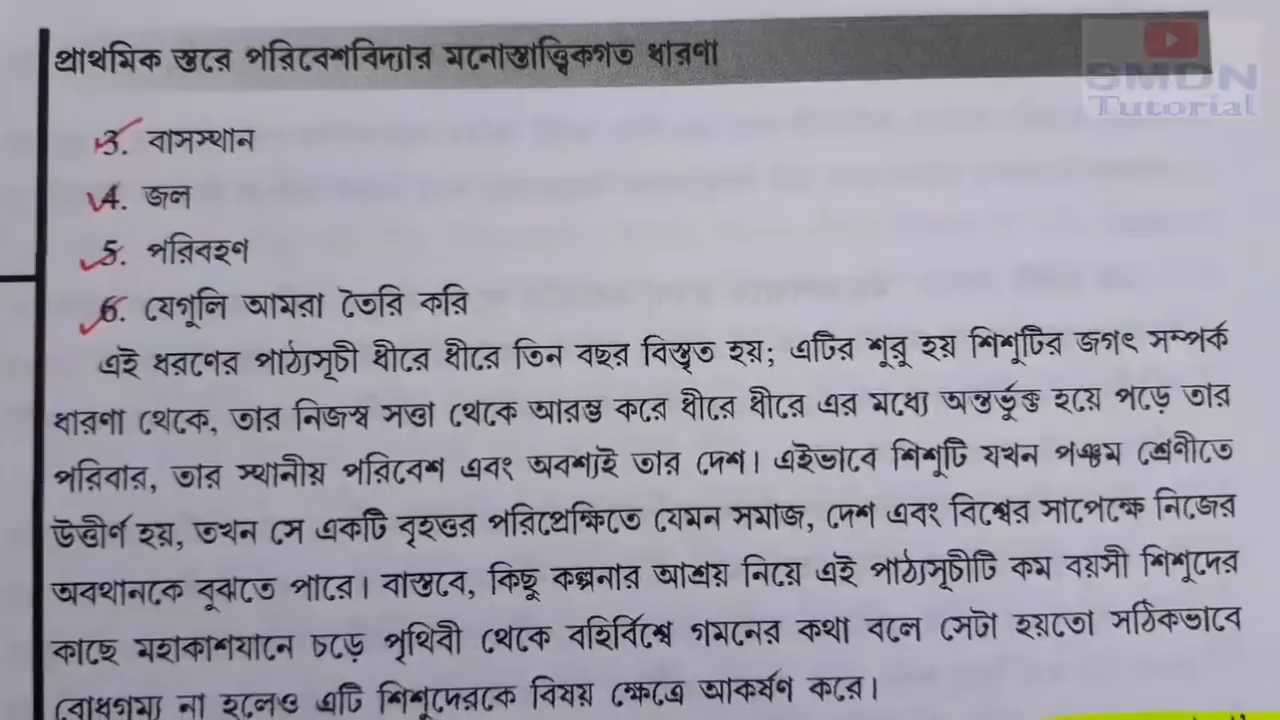 প্রাথমিক স্তরে পরিবেশবিদ্যার মনোস্তাত্ত্বিকগত ধারণা
SMDN
Tutorial
3. বাসস্থান
4. জল
5. পরিবহণ
6. যেগুলি আমরা তৈরি করি
এই ধরণের পাঠ্যসূচী ধীরে ধীরে তিন বছর বিস্তৃত হয়; এটির শুরু হয় শিশুটির জগৎ সম্পর্ক
ধারণা থেকে, তার নিজস্ব সত্তা থেকে আরম্ভ করে ধীরে ধীরে এর মধ্যে অন্তর্ভুক্ত হয়ে পড়ে তার
পরিবার, তার স্থানীয় পরিবেশ এবং অবশ্যই তার দেশ। এইভাবে শিশুটি যখন পঞ্চম শ্রেণীতে
উত্তীর্ণ হয়, তখন সে একটি বৃহত্তর পরিপ্রেক্ষিতে যেমন সমাজ, দেশ এবং বিশ্বের সাপেক্ষে নিজের
অবথানকে বুঝতে পারে। বাস্তবে, কিছু কল্পনার আশ্রয় নিয়ে এই পাঠ্যসূচীটি কম বয়সী শিশুদের
কাছে মহাকাশযানে চড়ে পৃথিবী থেকে বহির্বিশ্বে গমনের কথা বলে সেটা হয়তো সঠিকভাবে
বোধগম্য না হলেও এটি শিশুদেরকে বিষয় ক্ষেত্রে আকর্ষণ করে।